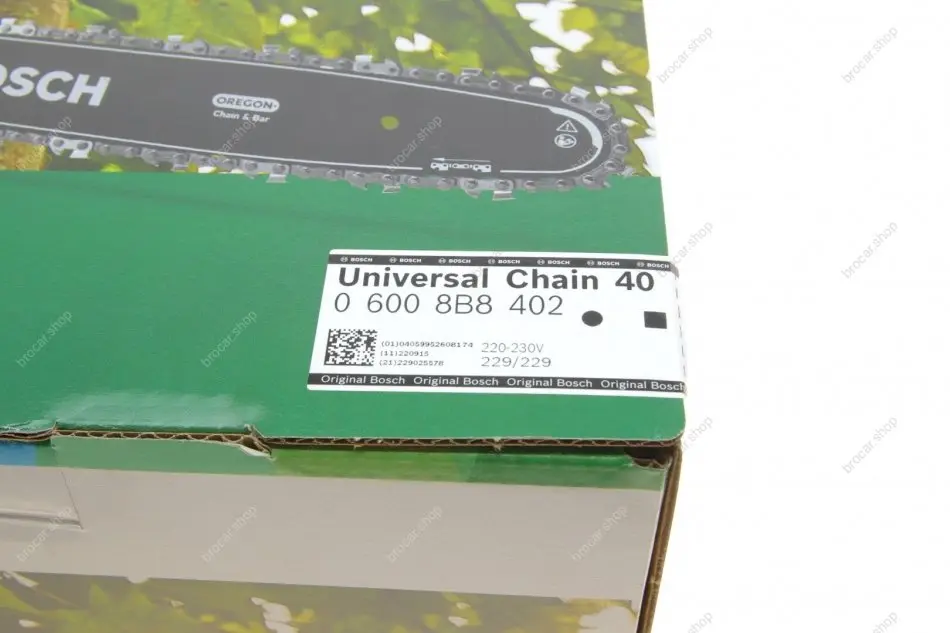 OSCH
OREGON
Chain & Bar
BOSCH BOSCH BOSCH BOSCH BOSCH BOSCH BOSCH
Universal Chain 40
0 600 8B8 402
(01)04059952608174
(11)220915
(21)229025578
220-230V
229/229
Original Bosch Original Bosch Original Bosch Original Bosch
brocar.shop